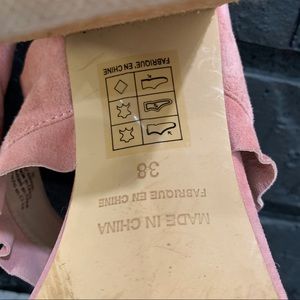 FABRIQUE' EN CHINE
38
FABRIQUE EN CHINE
MADE IN CHINA